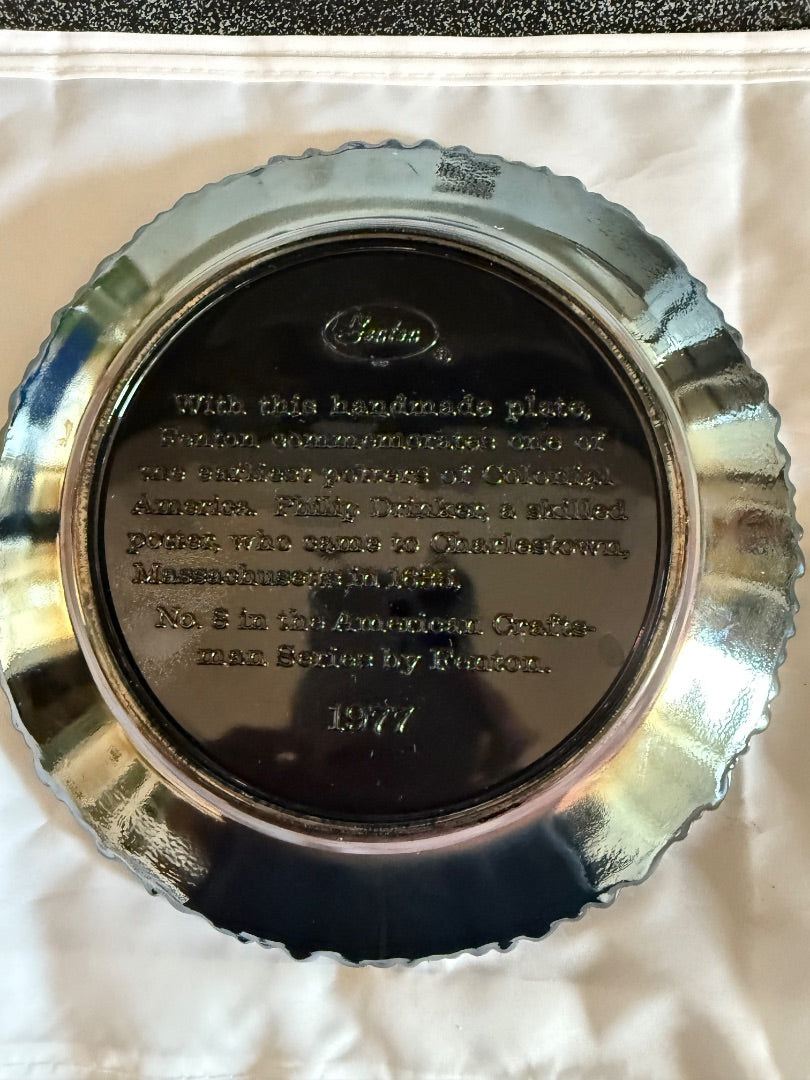 Fenton ®
With this handmade plate,
Fenton commemorates one of
the earliest potters of Colonial
America. Philip Drinker, a skilled
potter, who came to Charlestown,
Massachusetts in
No. 8 in the American Crafts-
man Series by Fenton.
1977